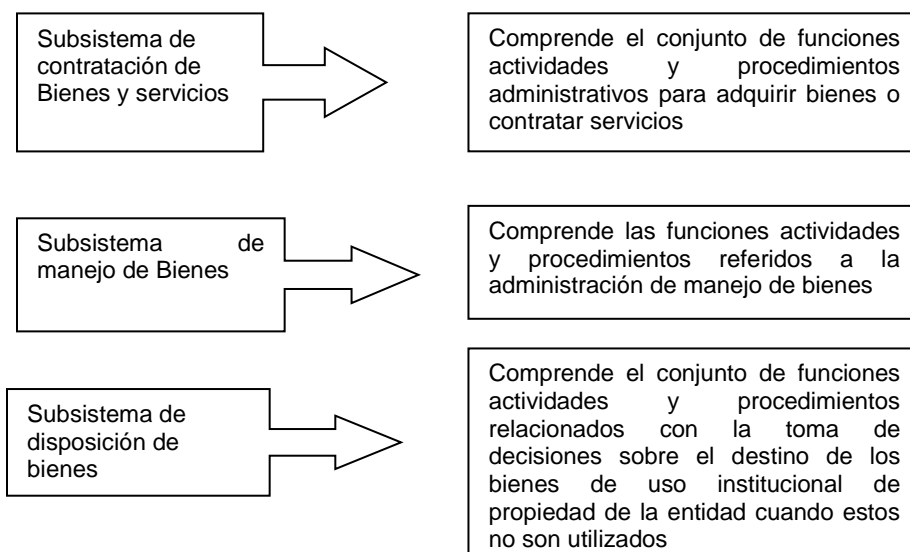 Subsistema de
contratación de
Bienes y servicios
Comprende el conjunto de funciones
actividades y procedimientos
administrativos para adquirir bienes o
contratar servicios
Subsistema de
manejo de Bienes
Comprende las funciones actividades
y procedimientos referidos a la
administración de manejo de bienes
Subsistema de
disposición de
bienes
Comprende el conjunto de funciones
actividades y procedimientos
relacionados con la toma de
decisiones sobre el destino de los
bienes de uso institucional de
propiedad de la entidad cuando estos
no son utilizados